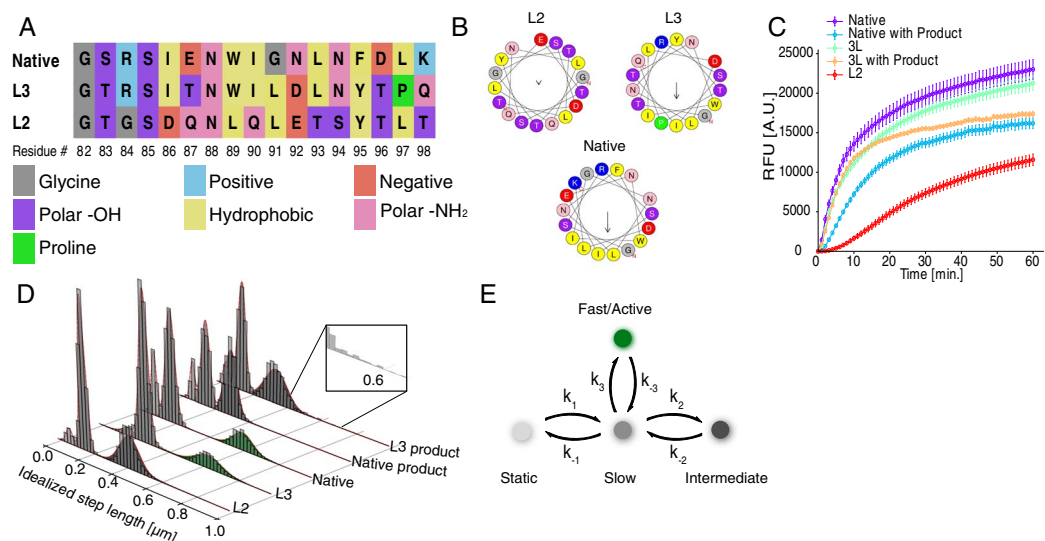 A
Native G S R S I E N W I G N L N F D L K
L3 G T R S I T N W I L D L N Y T P Q
L2 G T G S D Q N L Q L E T S Y T L T
Residue # 82 83 84 85 86 87 88 89 90 91 92 93 94 95 96 97 98
Glycine Positive Negative
Polar -OH Hydrophobic Polar -NH2
Proline
B
L2 L3
Native
C
Native
Native with Product
3L
3L with Product
L2
RFU [A.U.]
25000
20000
15000
10000
5000
0
0 10 20 30 40 50 60
Time [min.]
D
0.6
L3 product
Native product
Native
L3
L2
0.0 0.2 0.4 0.6 0.8 1.0
Idealized step length [µm]
E
Fast/Active
k3 k-3
k1 k2
k-1 k-2
Static Slow Intermediate